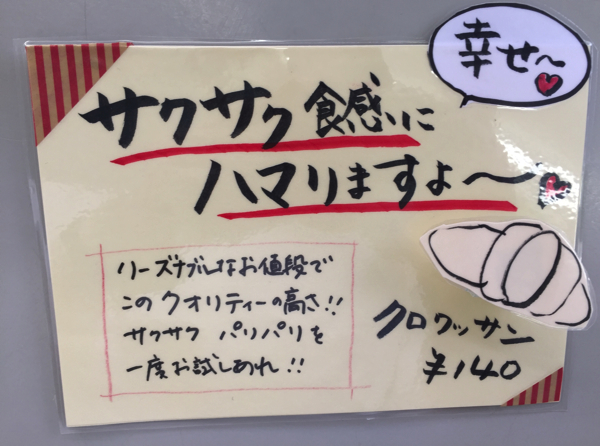 幸せ〜
サクサク食感に
ハマりますよ〜
リーズナブルなお値段で
このクオリティーの高さ!!
サクサク パリパリを
一度お試しあれ!!
クロワッサン
¥140